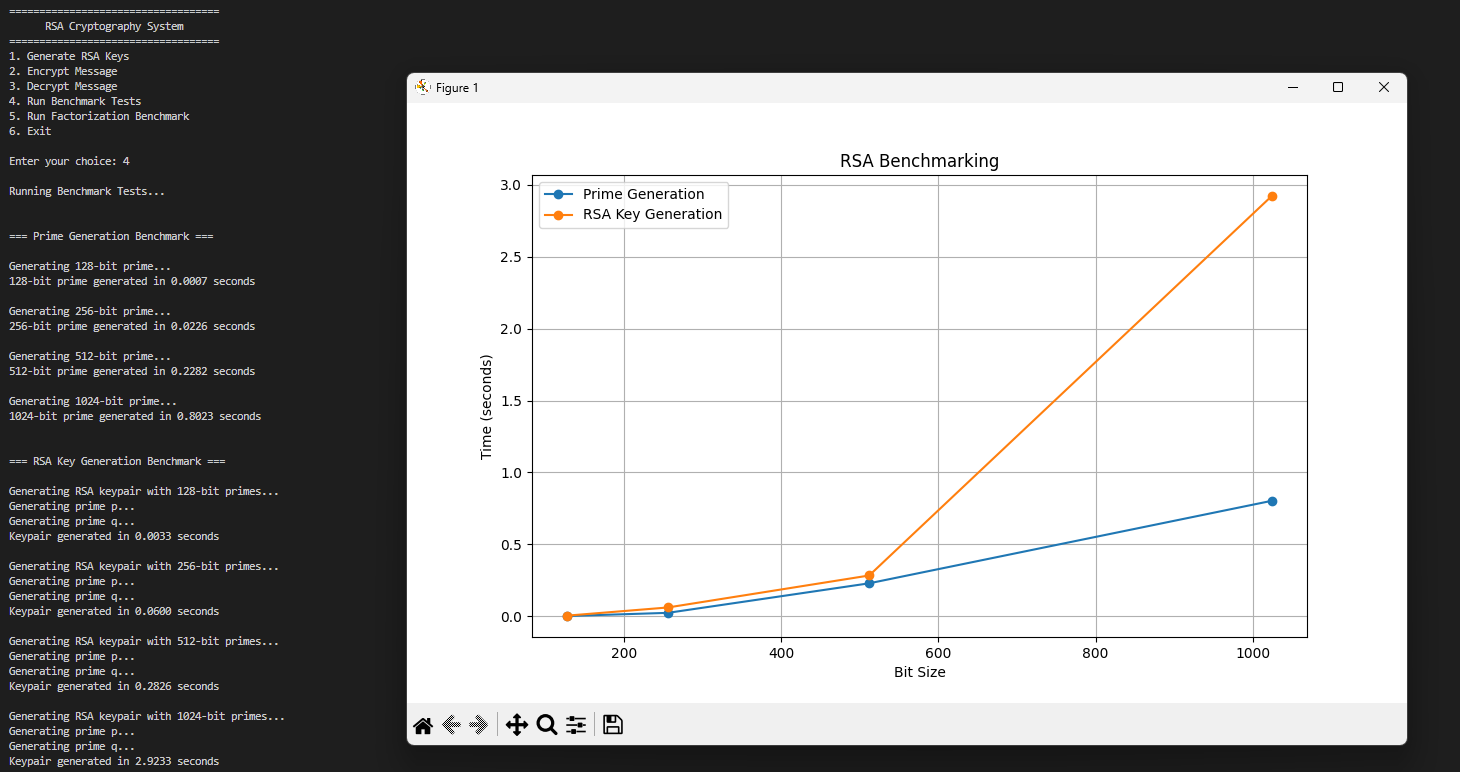 ===================================
RSA Cryptography System
===================================
1. Generate RSA Keys
2. Encrypt Message
3. Decrypt Message
4. Run Benchmark Tests
5. Run Factorization Benchmark
6. Exit
Enter your choice: 4
Running Benchmark Tests...
=== Prime Generation Benchmark ===
Generating 128-bit prime...
128-bit prime generated in 0.0007 seconds
Generating 256-bit prime...
256-bit prime generated in 0.0226 seconds
Generating 512-bit prime...
512-bit prime generated in 0.2282 seconds
Generating 1024-bit prime...
1024-bit prime generated in 0.8023 seconds
=== RSA Key Generation Benchmark ===
Generating RSA keypair with 128-bit primes...
Generating prime p...
Generating prime q...
Keypair generated in 0.0033 seconds
Generating RSA keypair with 256-bit primes...
Generating prime p...
Generating prime q...
Keypair generated in 0.0600 seconds
Generating RSA keypair with 512-bit primes...
Generating prime p...
Generating prime q...
Keypair generated in 0.2826 seconds
Generating RSA keypair with 1024-bit primes...
Generating prime p...
Generating prime q...
Keypair generated in 2.9233 seconds
Figure 1
RSA Benchmarking
Prime Generation
RSA Key Generation
3.0
2.5
2.0
1.5
1.0
0.5
0.0
Time (seconds)
200 400 600 800 1000
Bit Size